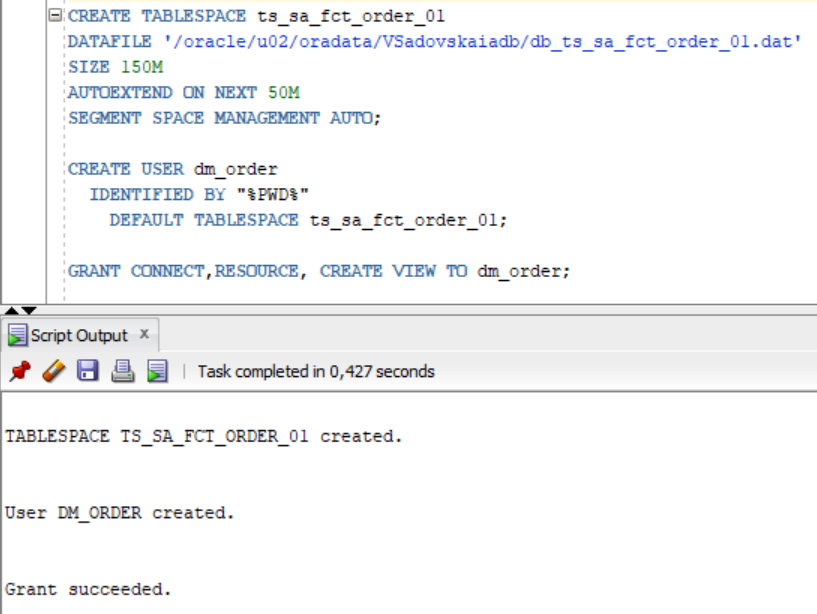 CREATE TABLESPACE ts_sa_fct_order_01
DATAFILE '/oracle/u02/oradata/VSadovskaiadb/db_ts_sa_fct_order_01.dat'
SIZE 150M
AUTOEXTEND ON NEXT 50M
SEGMENT SPACE MANAGEMENT AUTO;
CREATE USER dm_order
IDENTIFIED BY "%PWD%"
DEFAULT TABLESPACE ts_sa_fct_order_01;
GRANT CONNECT,RESOURCE, CREATE VIEW TO dm_order;
Script Output x
Task completed in 0,427 seconds
TABLESPACE TS_SA_FCT_ORDER_01 created.
User DM_ORDER created.
Grant succeeded.